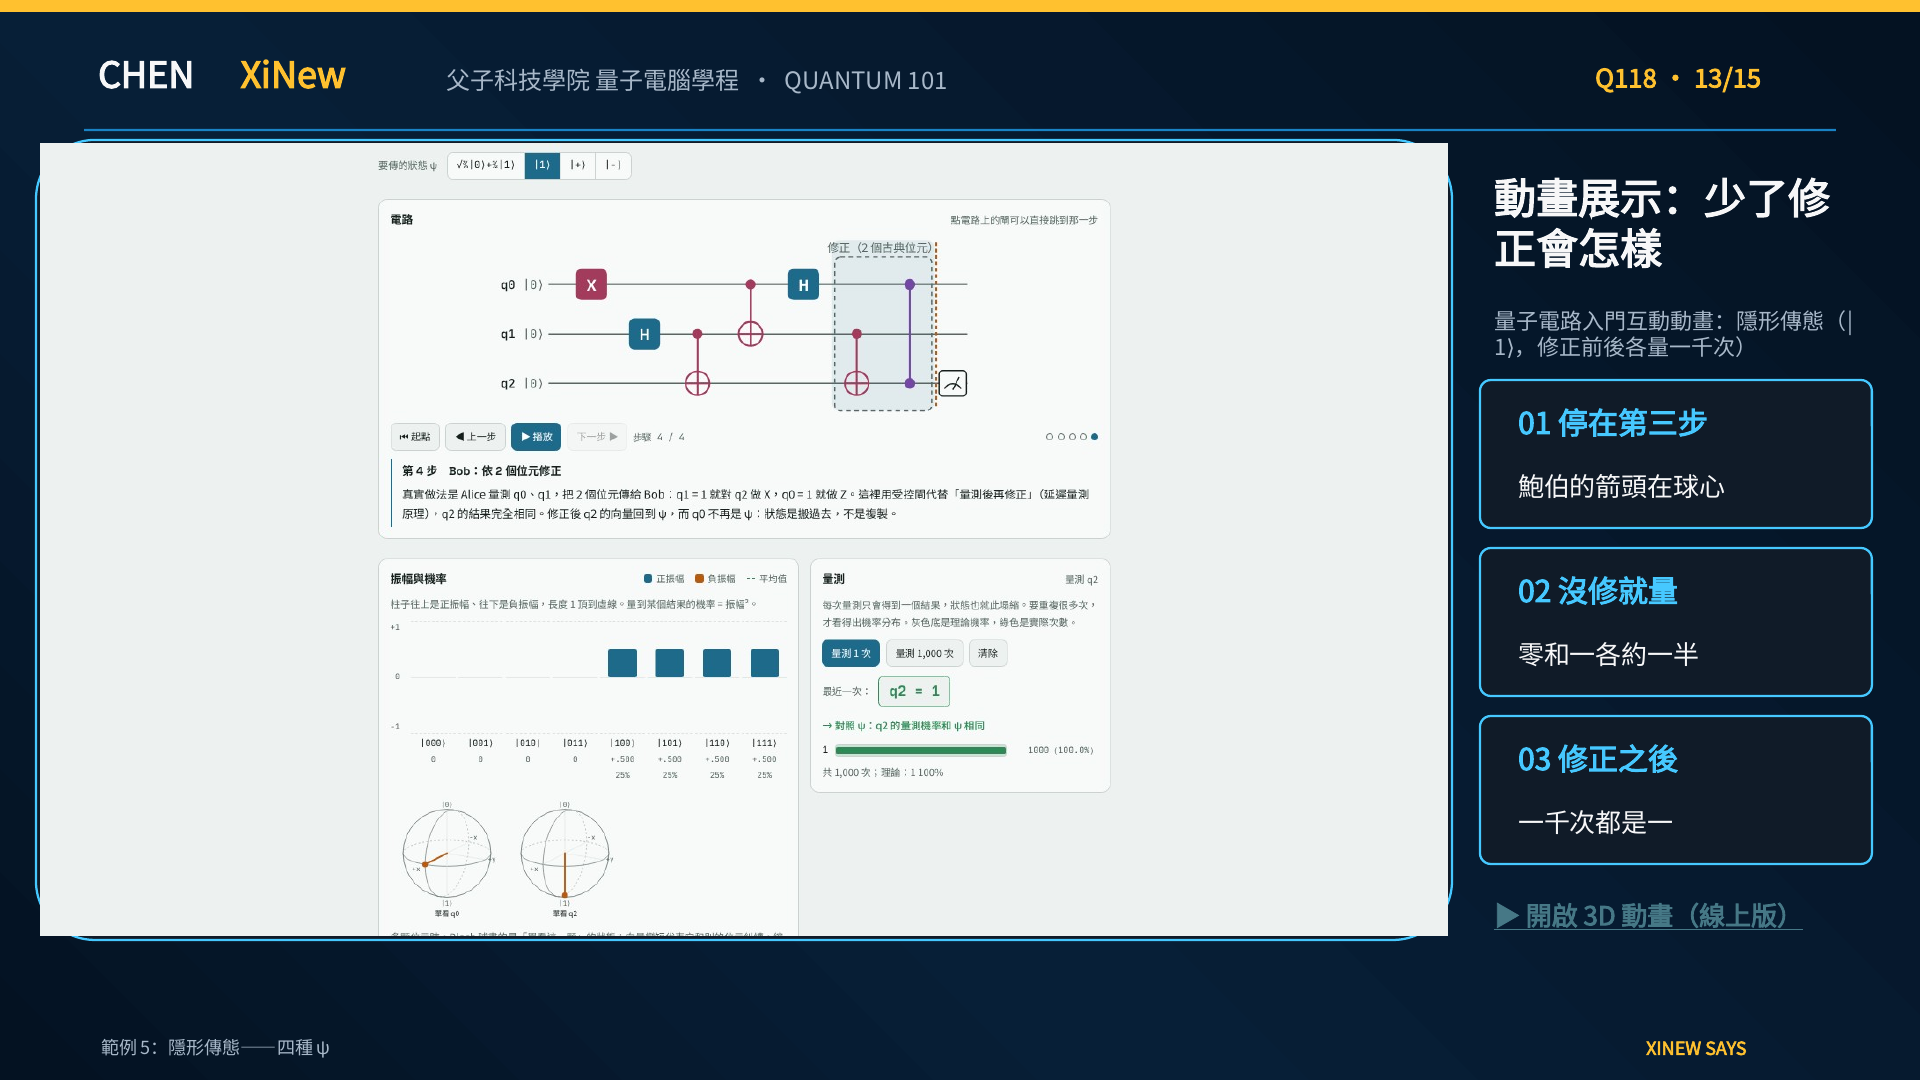 CHEN XiNew 父子科技學院 量子電腦學程 · QUANTUM 101 Q118 · 13/15
要傳的狀態 ψ |1⟩ |+⟩ |-⟩
電路 點電路上的閘可以直接跳到那一步
修正（2 個古典位元）
q0 |0⟩ X H
q1 |0⟩ H
q2 |0⟩
⏮ 起點 ◀ 上一步 ▶ 播放 下一步 ▶ 步驟 4 / 4
第 4 步 Bob：依 2 個位元修正
真實做法是 Alice 量測 q0、q1，把 2 個位元傳給 Bob：q1 = 1 就對 q2 做 X，q0 = 1 就做 Z。這裡用受控閘代替「量測後再修正」（延遲量測
原理），q2 的結果完全相同。修正後 q2 的向量回到 ψ，而 q0 不再是 ψ：狀態是搬過去，不是複製。
振幅與機率 正振幅 負振幅 -- 平均值
柱子往上是正振幅、往下是負振幅，長度 1 頂到虛線。量到某個結果的機率 = 振幅²。
+1
0
-1
|000⟩ |001⟩ |010⟩ |011⟩ |100⟩ |101⟩ |110⟩ |111⟩
0 0 0 0 +.500 +.500 +.500 +.500
25% 25% 25% 25%
|0⟩ |0⟩
-X -X
+Y +Y
+X +X
|1⟩ |1⟩
單看 q0 單看 q2
量測 量測 q2
每次量測只會得到一個結果，狀態也就此塌縮。要重複很多次，
才看得出機率分布。灰色底是理論機率，綠色是實際次數。
量測 1 次 量測 1,000 次 清除
最近一次： q2 = 1
→ 對照 ψ：q2 的量測機率和 ψ 相同
1 1000 (100.0%)
共 1,000 次；理論：1 100%
動畫展示：少了修
正會怎樣
量子電路入門互動動畫：隱形傳態（|
1⟩，修正前後各量一千次）
01 停在第三步
鮑伯的箭頭在球心
02 沒修就量
零和一各約一半
03 修正之後
一千次都是一
▶ 開啟 3D 動畫（線上版）
範例 5：隱形傳態——四種 ψ
XINEW SAYS